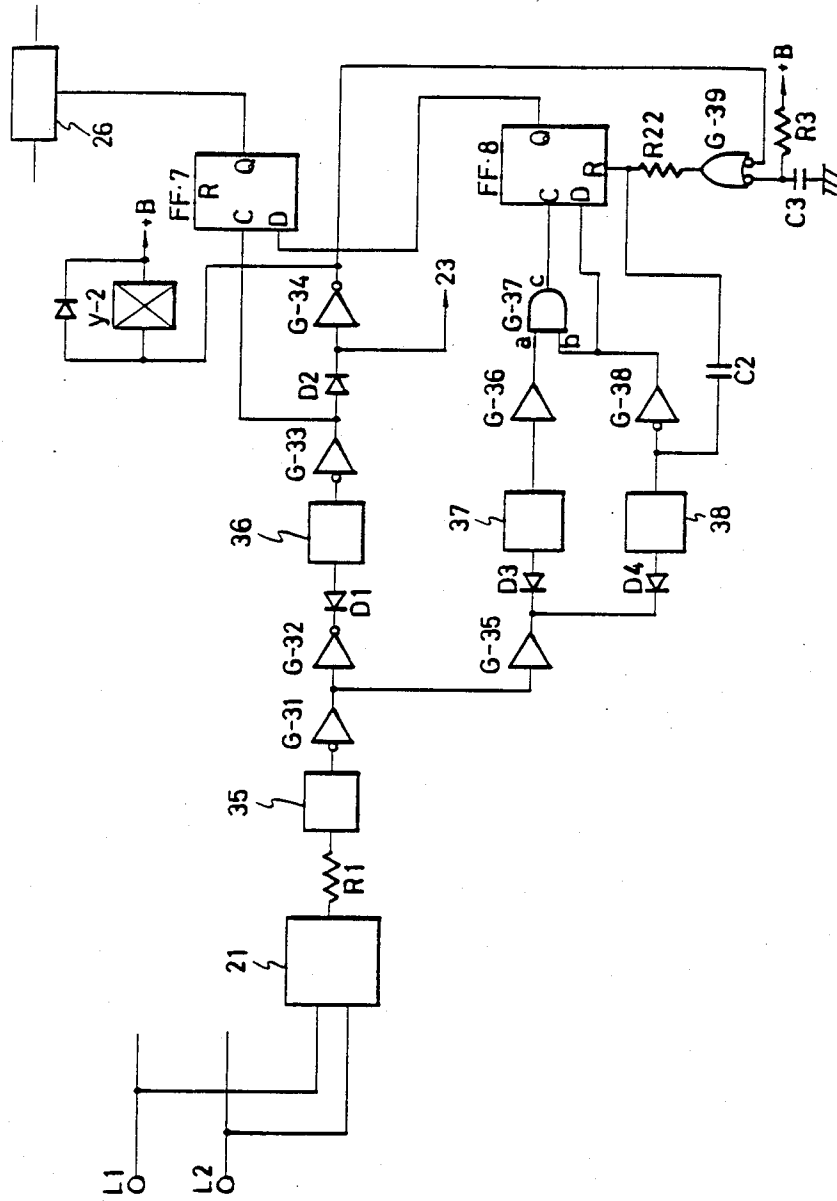 26
FF·7
R
C
Q
D
+B
y-2
G-34
23
D2
G-33
36
D1
G-32
G-31
35
R1
21
L1
L2
FF·8
C
Q
D
R
R22
G-39
+B
R3
C3
G-37
a
b
c
G-36
G-38
C2
37
38
D3
D4
G-35